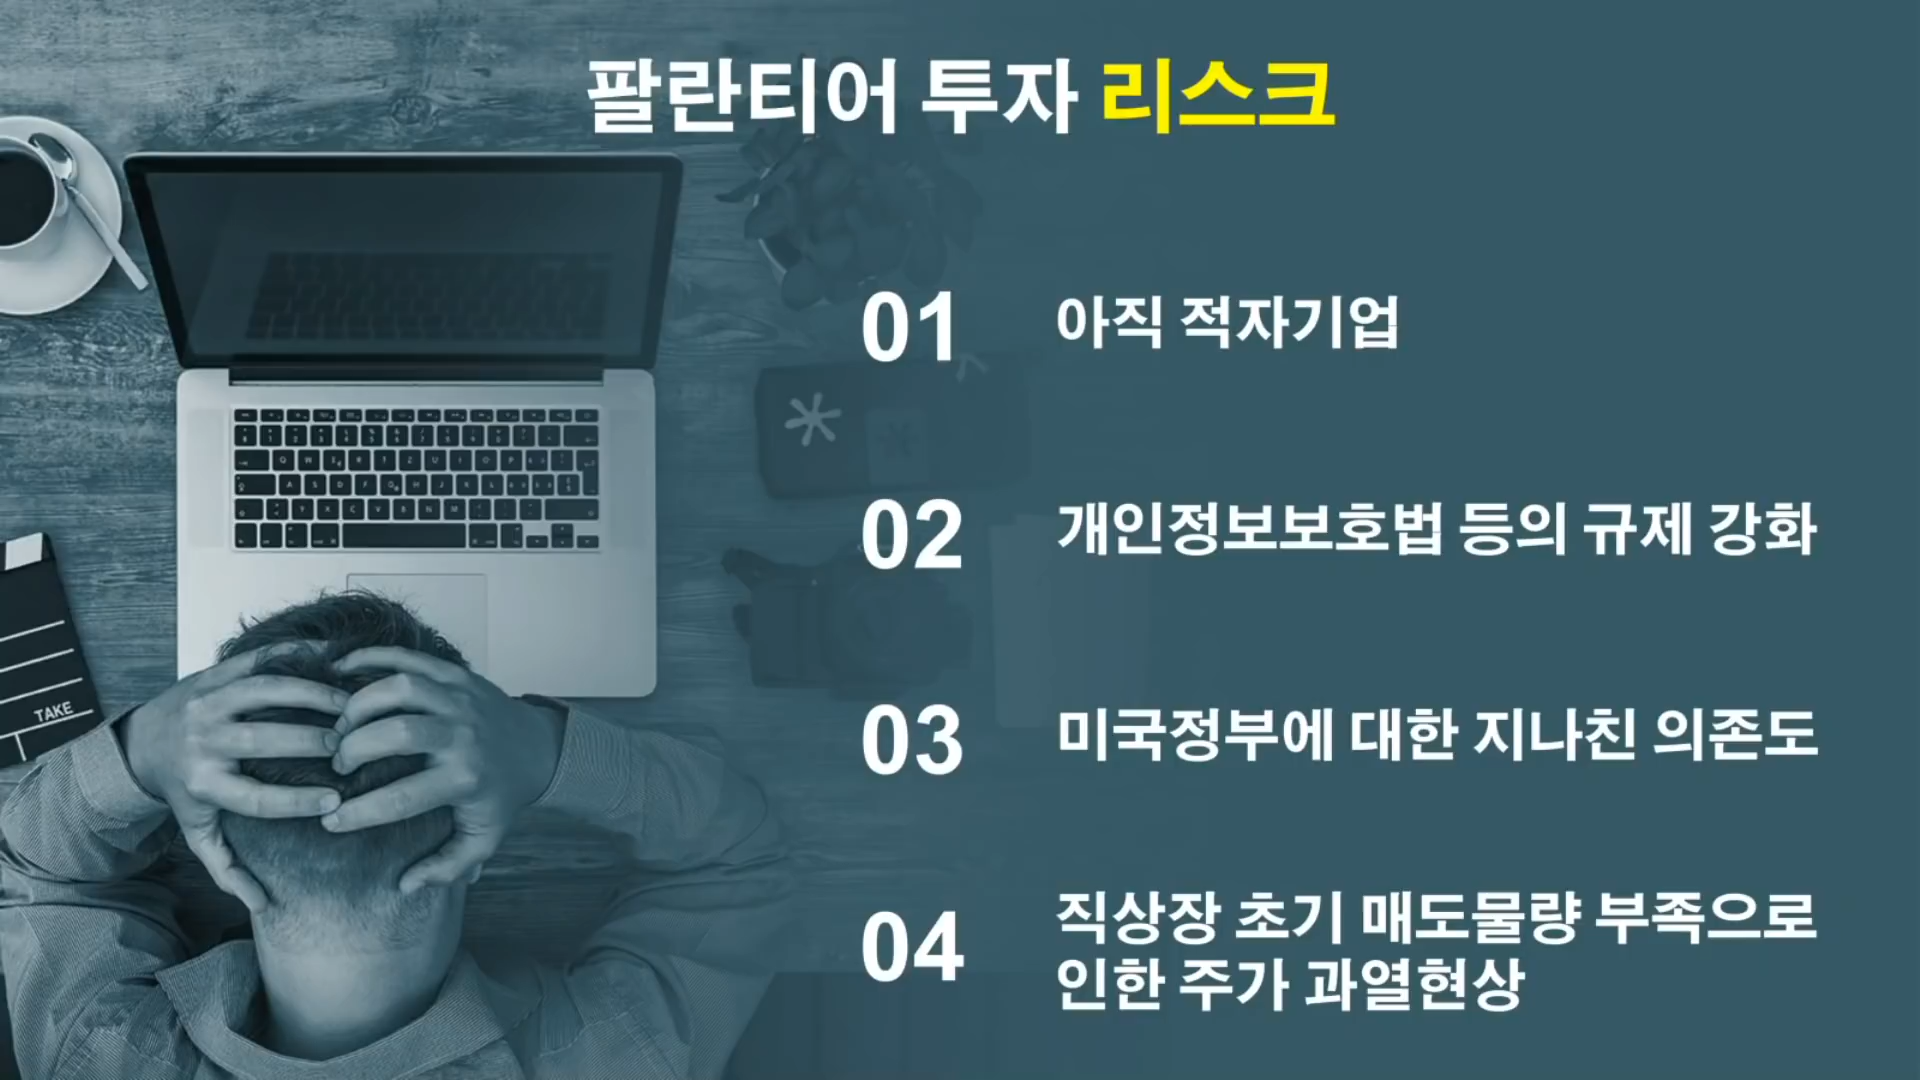 팔란티어 투자 리스크
01 아직 적자기업
02 개인정보보호법 등의 규제 강화
03 미국정부에 대한 지나친 의존도
04 직상장 초기 매도물량 부족으로
인한 주가 과열현상
TAKE